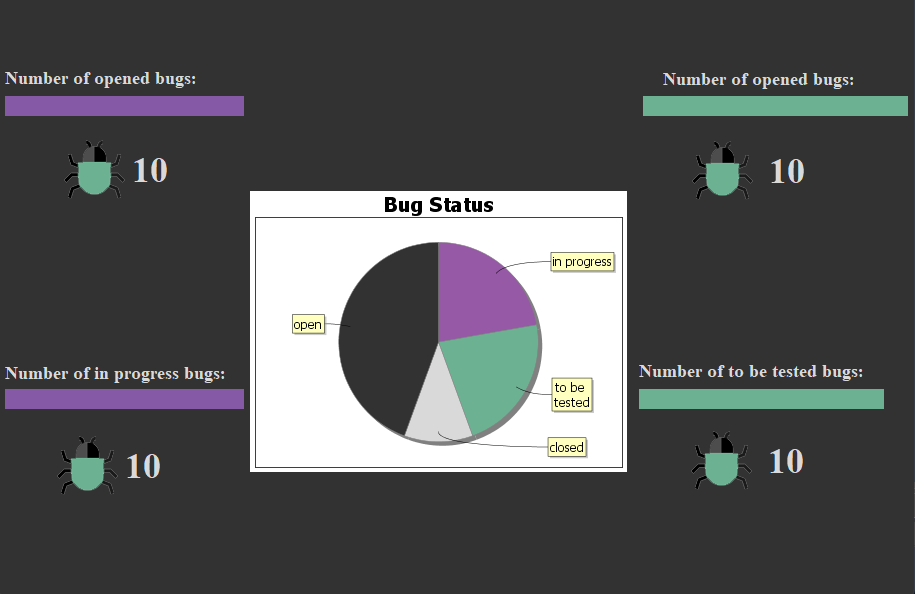 Number of opened bugs:
10
Number of opened bugs:
10
Bug Status
in progress
open
to be
tested
closed
Number of in progress bugs:
10
Number of to be tested bugs:
10